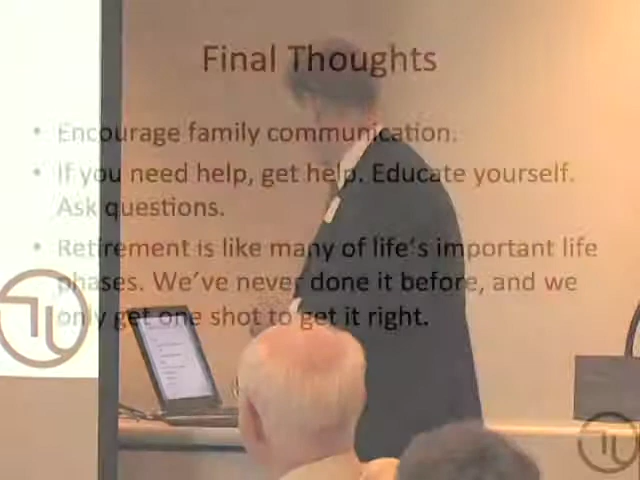 Final Thoughts
• Encourage family communication.
• If you need help, get help. Educate yourself.
Ask questions.
• Retirement is like many of life's important life
phases. We've never done it before, and we
only get one shot to get it right.